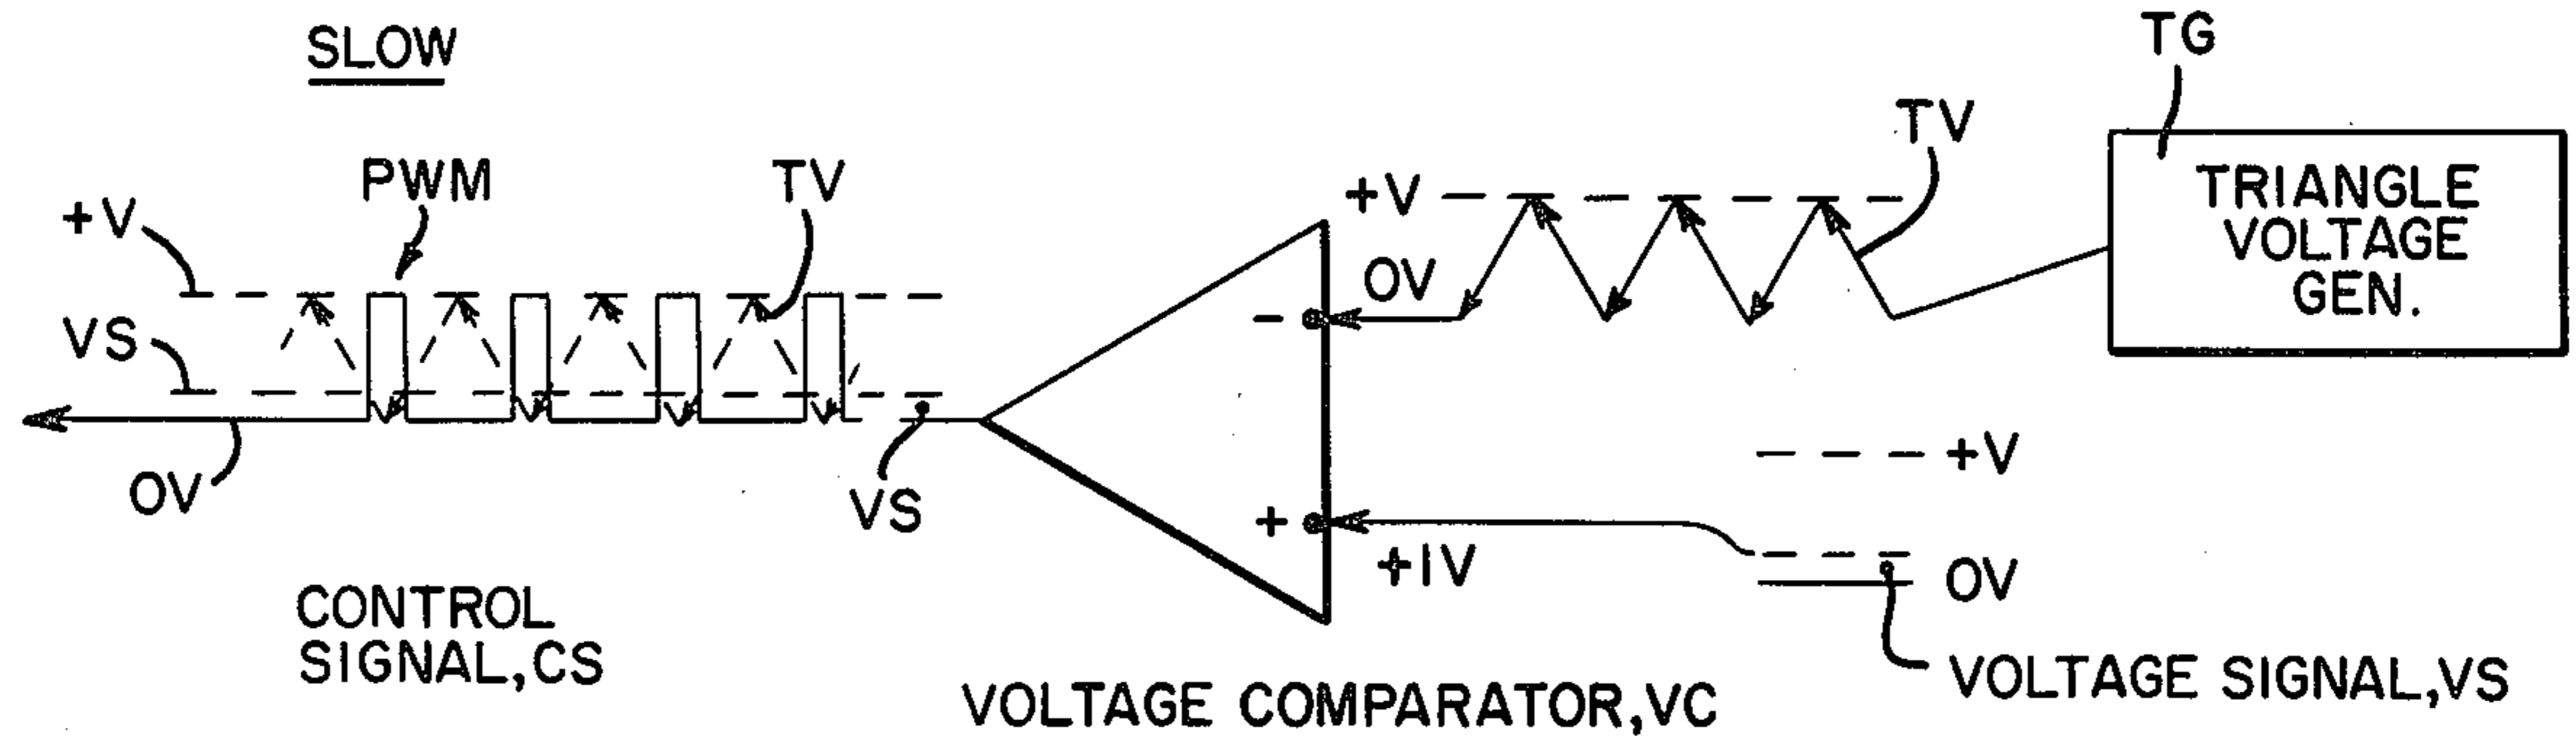 SLOW
TG
TV
PWM
TV
+V
+V
TRIANGLE
VOLTAGE
GEN.
OV
-
VS
OV
VS
+
+1V
+V
OV
CONTROL
SIGNAL,CS
VOLTAGE SIGNAL,VS
VOLTAGE COMPARATOR,VC